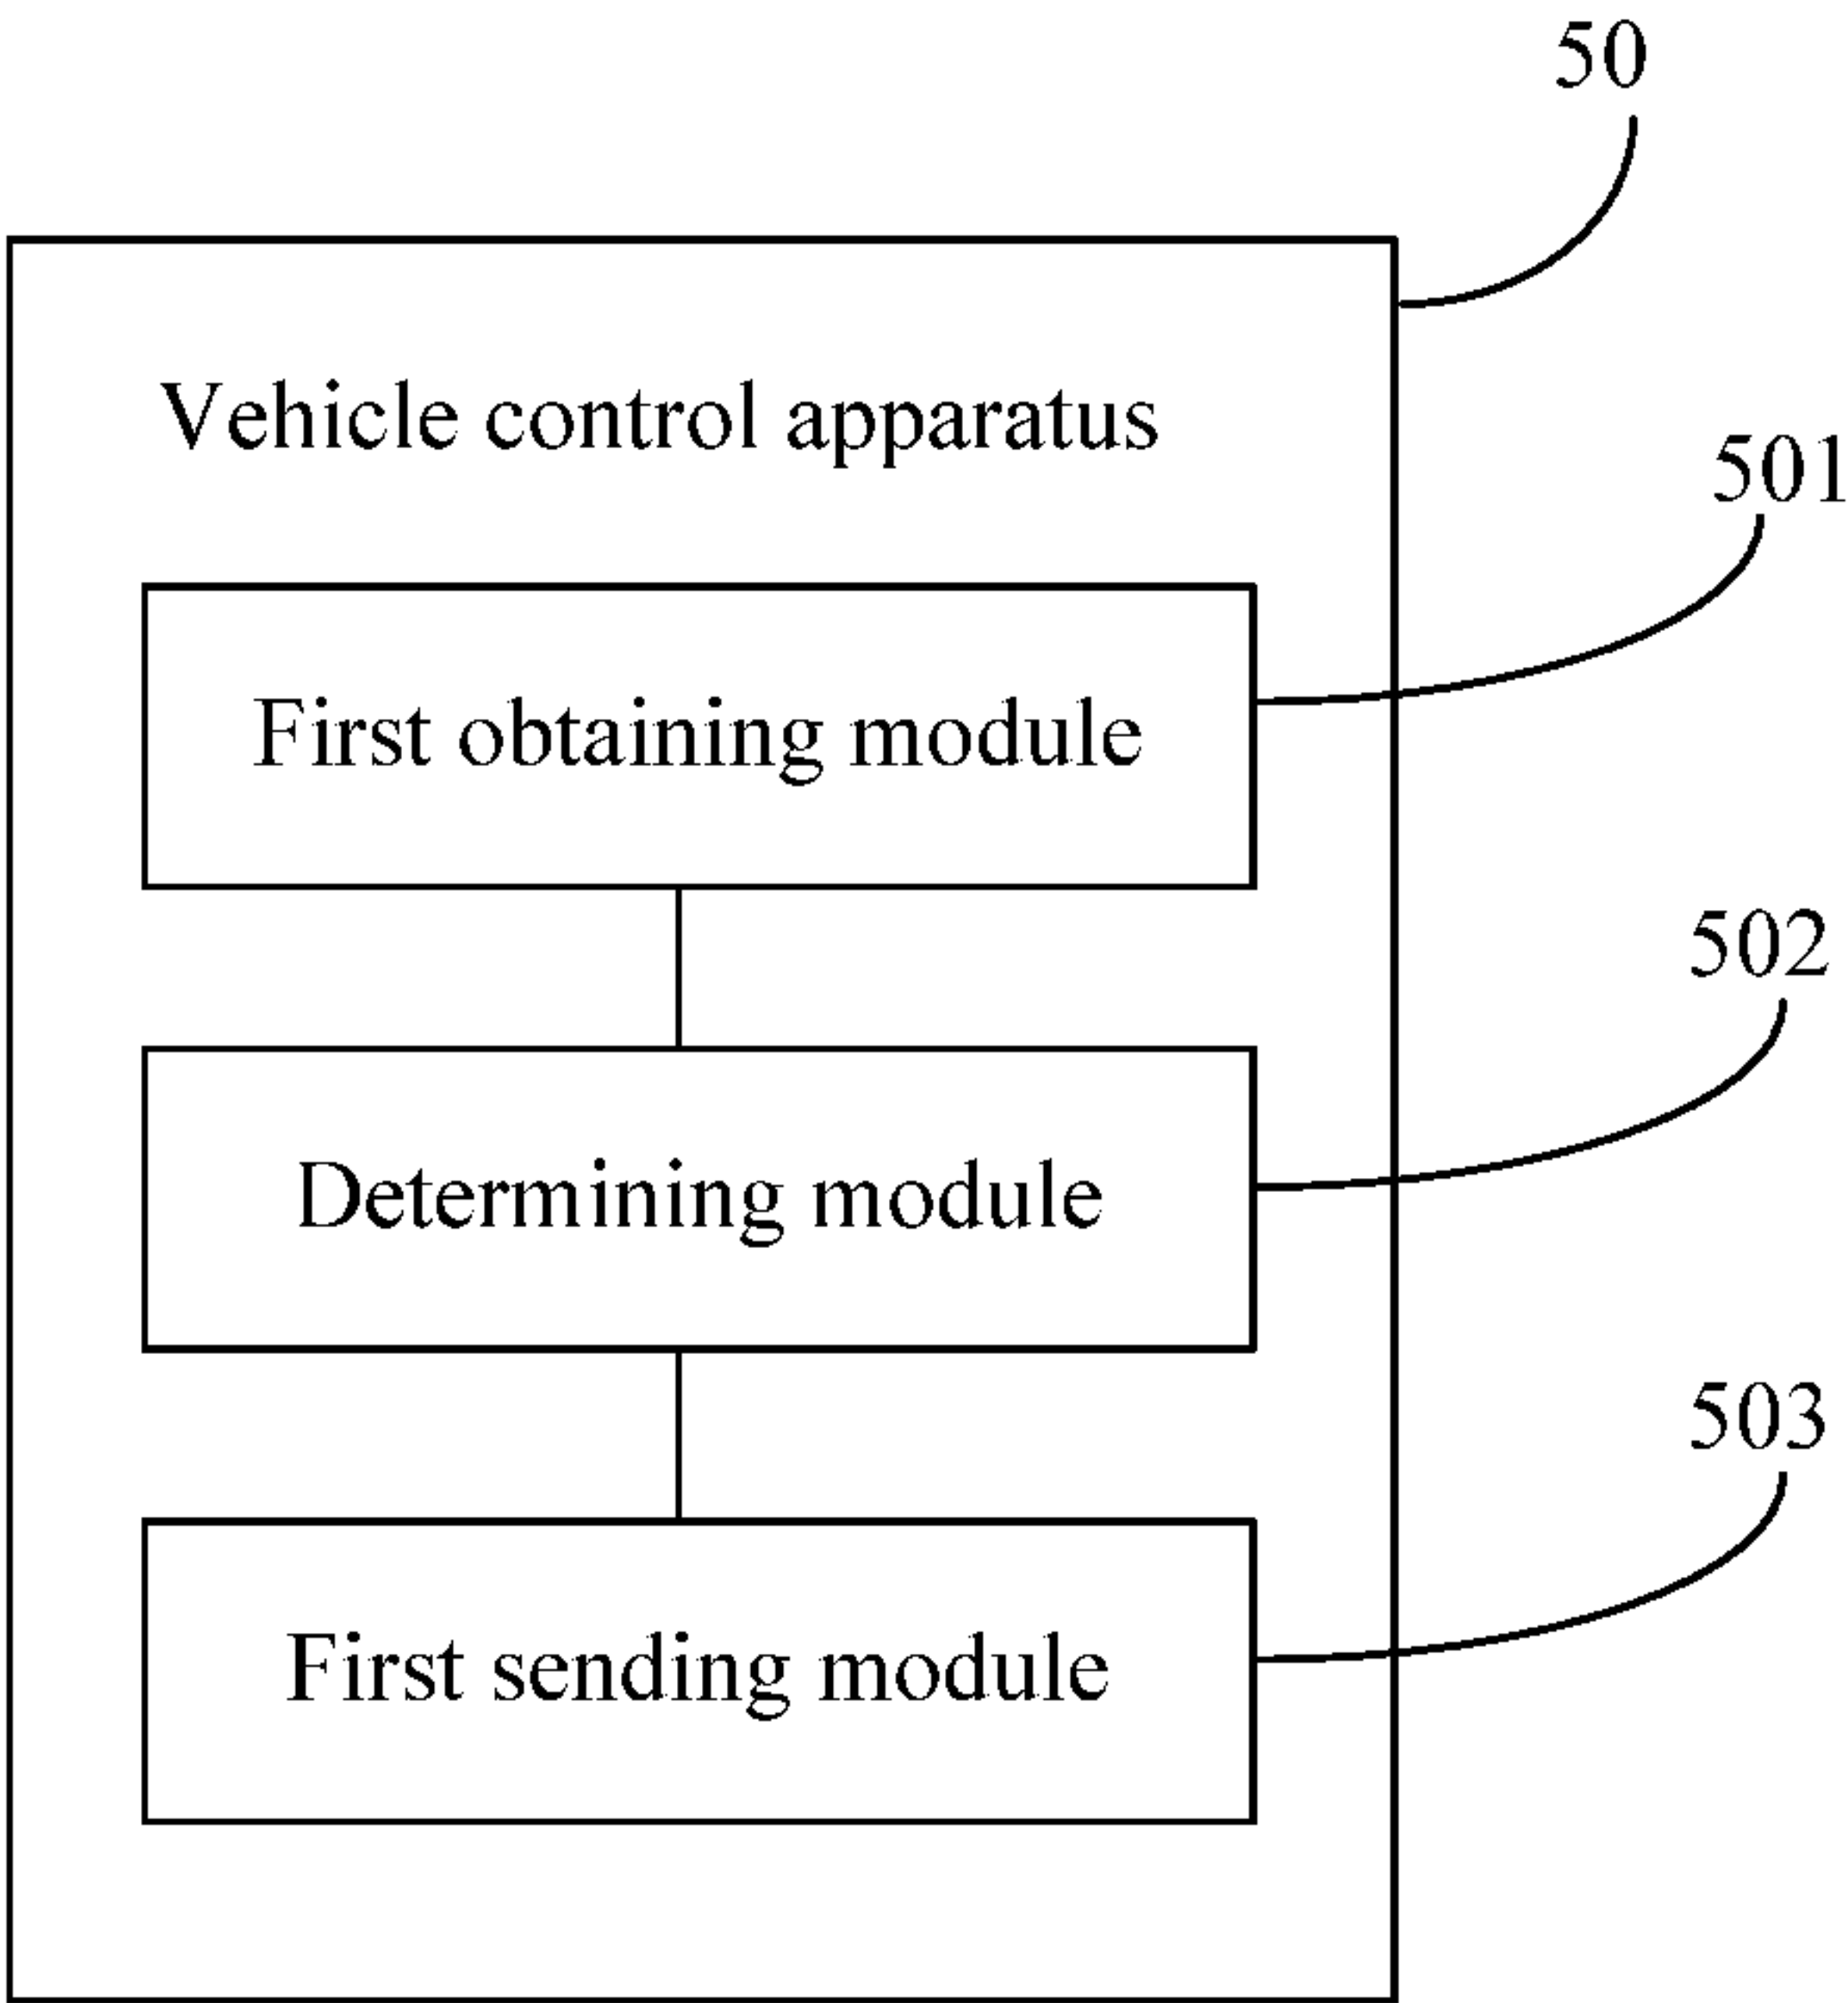 50
Vehicle control apparatus
501
First obtaining module
502
Determining module
503
First sending module